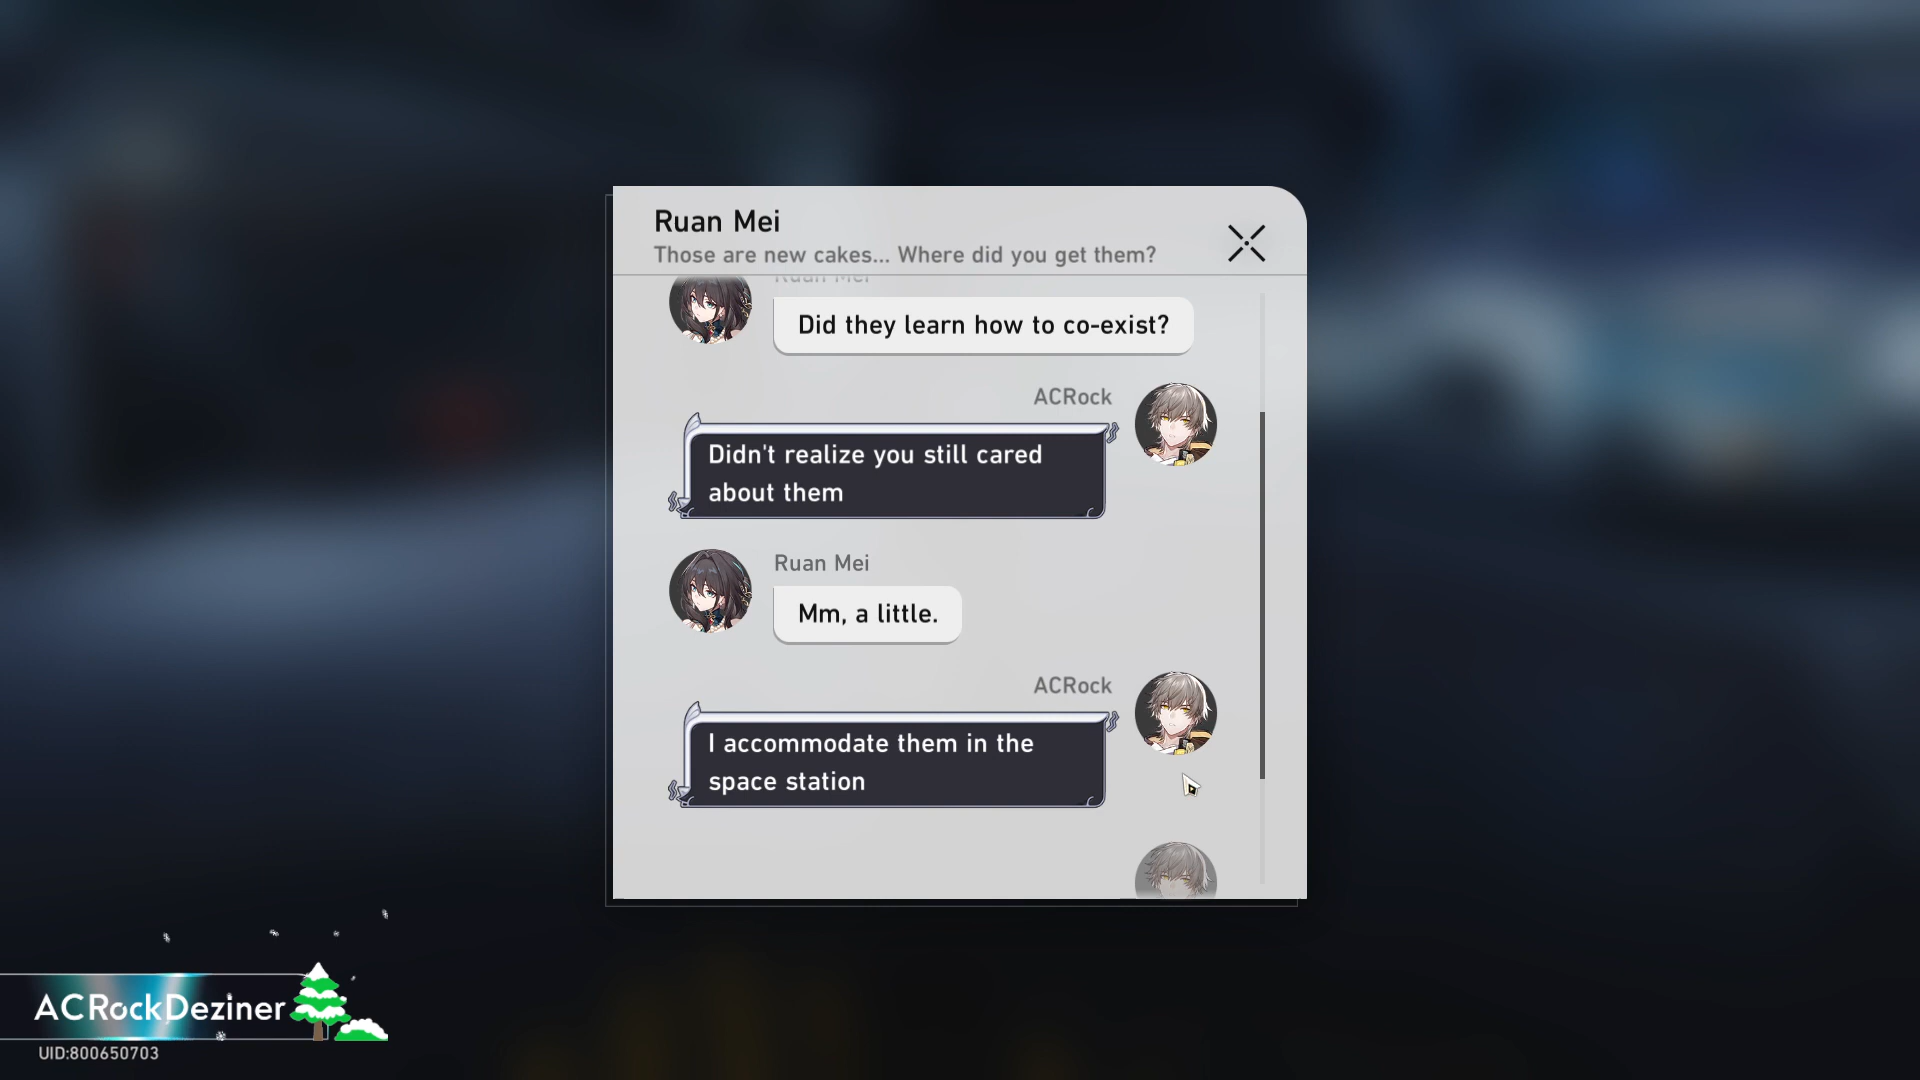 Ruan Mei
Those are new cakes... Where did you get them?
Ruan Mei
Did they learn how to co-exist?
ACRock
Didn't realize you still cared
about them
Ruan Mei
Mm, a little.
ACRock
I accommodate them in the
space station
ACRockDeziner
UID:800650703